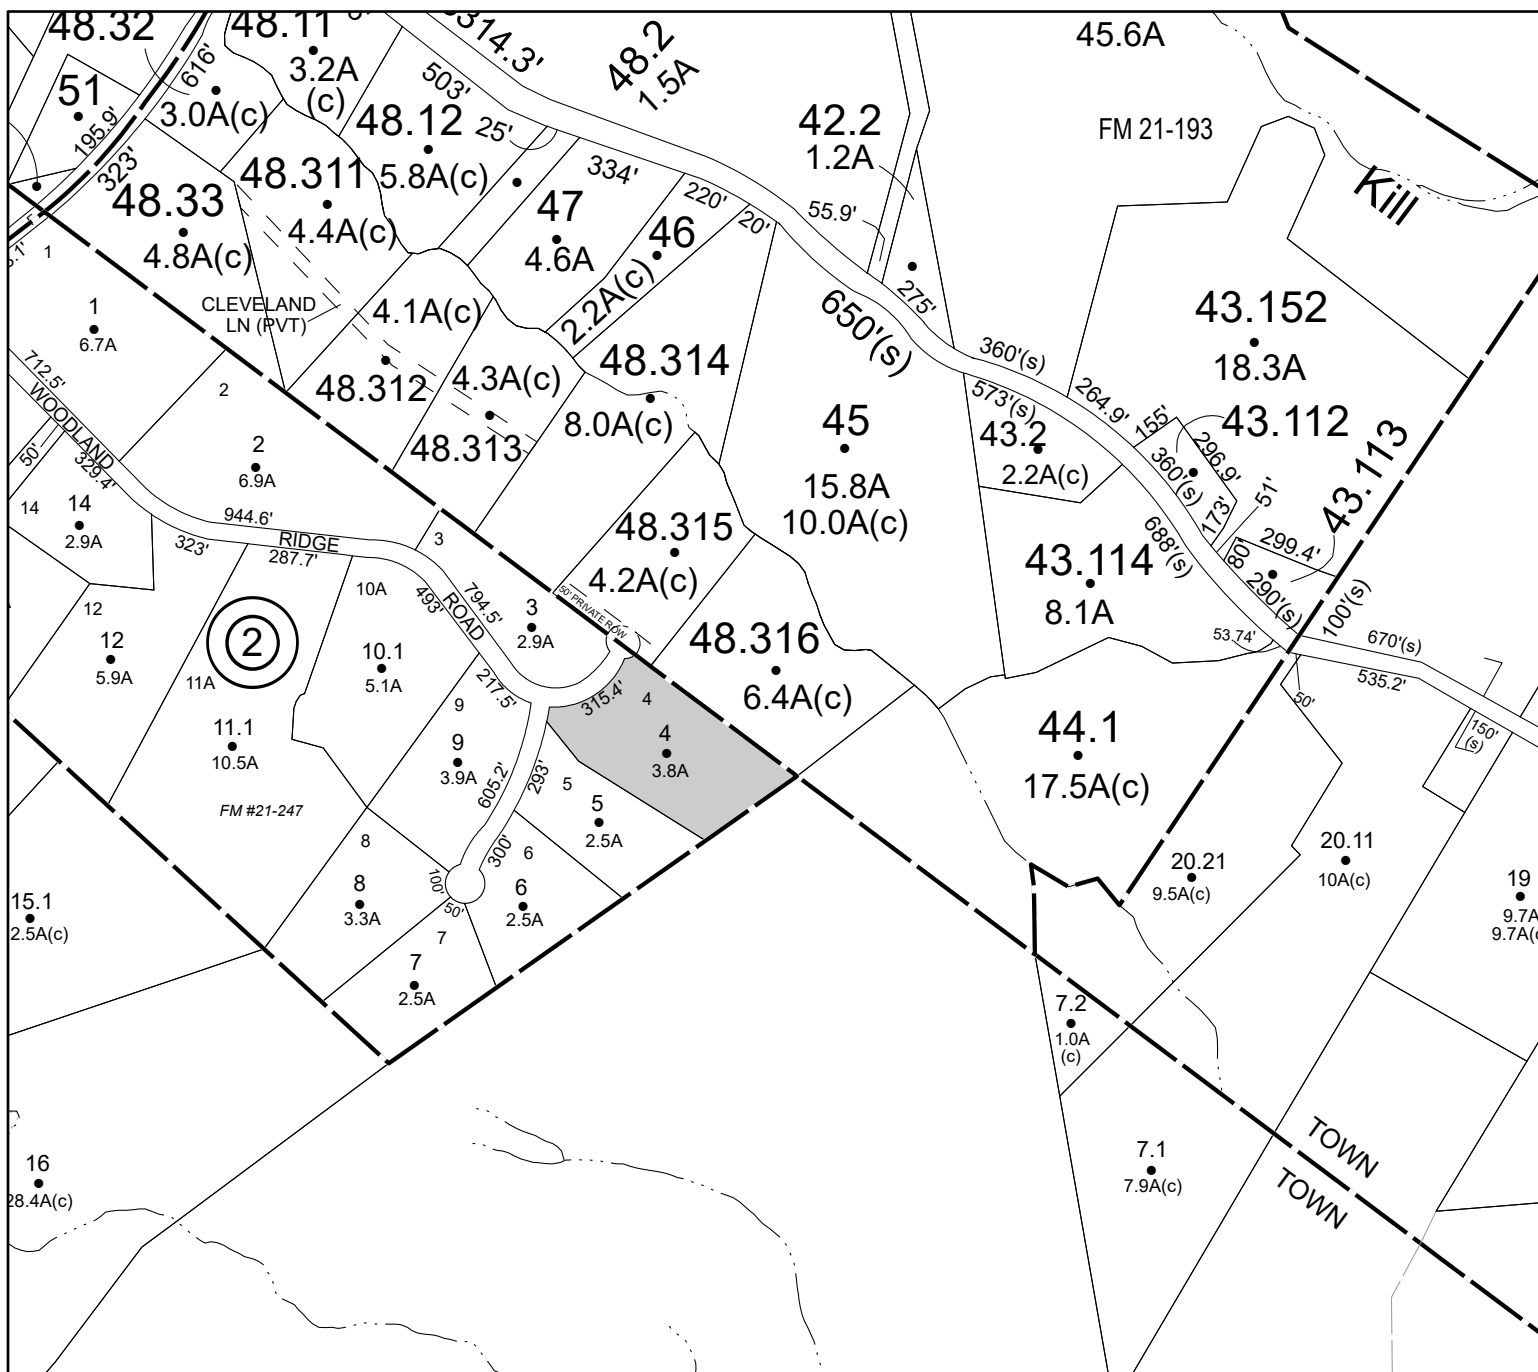 48.32
616'
3.0A(c)
51
195.9'
323'
48.11
3.2A
(c)
314.3'
503'
48.12
5.8A(c)
25'
48.2
1.5A
45.6A
FM 21-193
Kill
42.2
1.2A
55.9'
334'
220'
20'
48.33
4.8A(c)
48.311
4.4A(c)
47
4.6A
46
2.2A(c)
275'
650'(s)
360'(s)
573'(s)
264.9'
155'
43.152
18.3A
43.112
296.9'
360'(s)
173'
51'
43.113
299.4'
80'
290'(s)
100'(s)
1
1
6.7A
CLEVELAND
LN (PVT)
4.1A(c)
48.312
4.3A(c)
48.313
48.314
8.0A(c)
45
15.8A
10.0A(c)
43.2
2.2A(c)
688'(s)
43.114
8.1A
53.74'
670'(s)
535.2'
50'
150'
(s)
712.5'
WOODLAND
329.4'
50'
2
2
6.9A
14
14
2.9A
944.6'
323'
RIDGE
287.7'
3
48.315
4.2A(c)
50' PRIVATE ROW
12
12
5.9A
2
10A
10.1
5.1A
493'
ROAD
794.5'
3
2.9A
48.316
6.4A(c)
11A
11.1
10.5A
FM #21-247
217.5'
315.4'
4
4
3.8A
9
9
3.9A
605.2'
293'
5
5
2.5A
44.1
17.5A(c)
8
8
3.3A
300'
100'
50'
6
6
2.5A
7
7
2.5A
20.21
9.5A(c)
20.11
10A(c)
19
9.7A
9.7A(c
15.1
2.5A(c)
7.2
1.0A
(c)
16
28.4A(c)
7.1
7.9A(c)
TOWN
TOWN